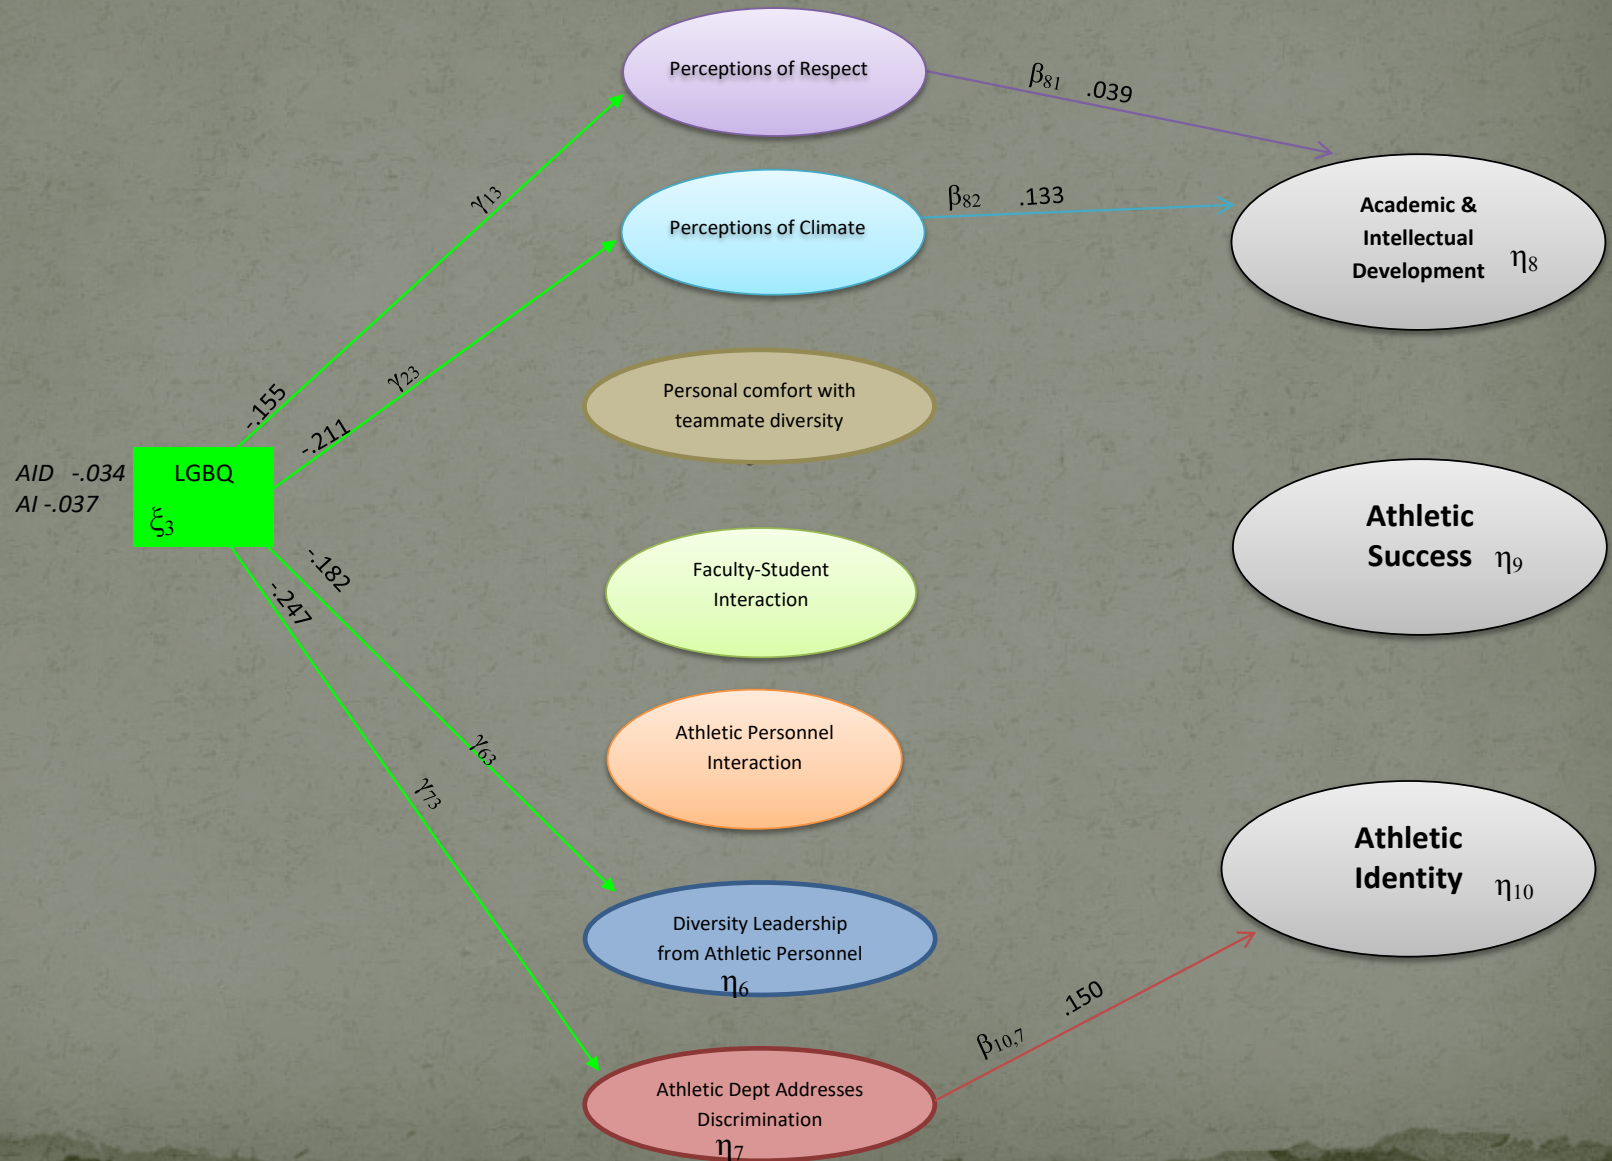 Perceptions of Respect
β81 .039
γ13
Perceptions of Climate
β82 .133
Academic &
Intellectual
Development η8
γ23
-.155
-.211
Personal comfort with
teammate diversity
AID -.034
AI -.037
LGBQ
ξ3
Athletic
Success η9
-.182
-.247
Faculty-Student
Interaction
Athletic Personnel
Interaction
γ63
γ73
Athletic
Identity η10
Diversity Leadership
from Athletic Personnel
η6
β10,7 .150
Athletic Dept Addresses
Discrimination
η7